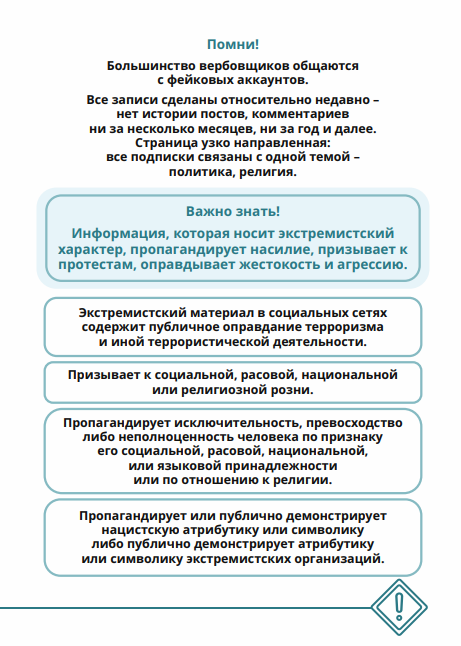 Помни!
Большинство вербовщиков общаются
с фейковых аккаунтов.
Все записи сделаны относительно недавно –
нет истории постов, комментариев
ни за несколько месяцев, ни за год и далее.
Страница узко направленная:
все подписки связаны с одной темой –
политика, религия.
Важно знать!
Информация, которая носит экстремистский
характер, пропагандирует насилие, призывает к
протестам, оправдывает жестокость и агрессию.
Экстремистский материал в социальных сетях
содержит публичное оправдание терроризма
и иной террористической деятельности.
Призывает к социальной, расовой, национальной
или религиозной розни.
Пропагандирует исключительность, превосходство
либо неполноценность человека по признаку
его социальной, расовой, национальной,
или языковой принадлежности
или по отношению к религии.
Пропагандирует или публично демонстрирует
нацистскую атрибутику или символику
либо публично демонстрирует атрибутику
или символику экстремистских организаций.